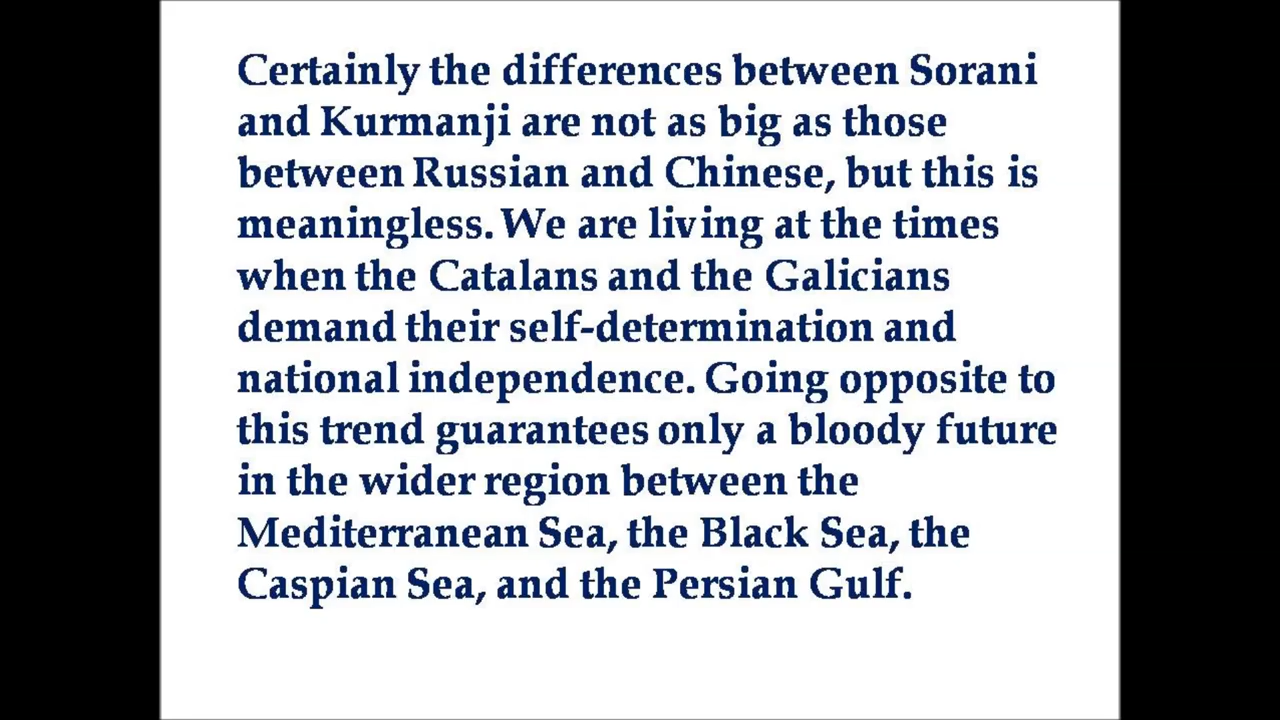 Certainly the differences between Sorani
and Kurmanji are not as big as those
between Russian and Chinese, but this is
meaningless. We are living at the times
when the Catalans and the Galicians
demand their self-determination and
national independence. Going opposite to
this trend guarantees only a bloody future
in the wider region between the
Mediterranean Sea, the Black Sea, the
Caspian Sea, and the Persian Gulf.